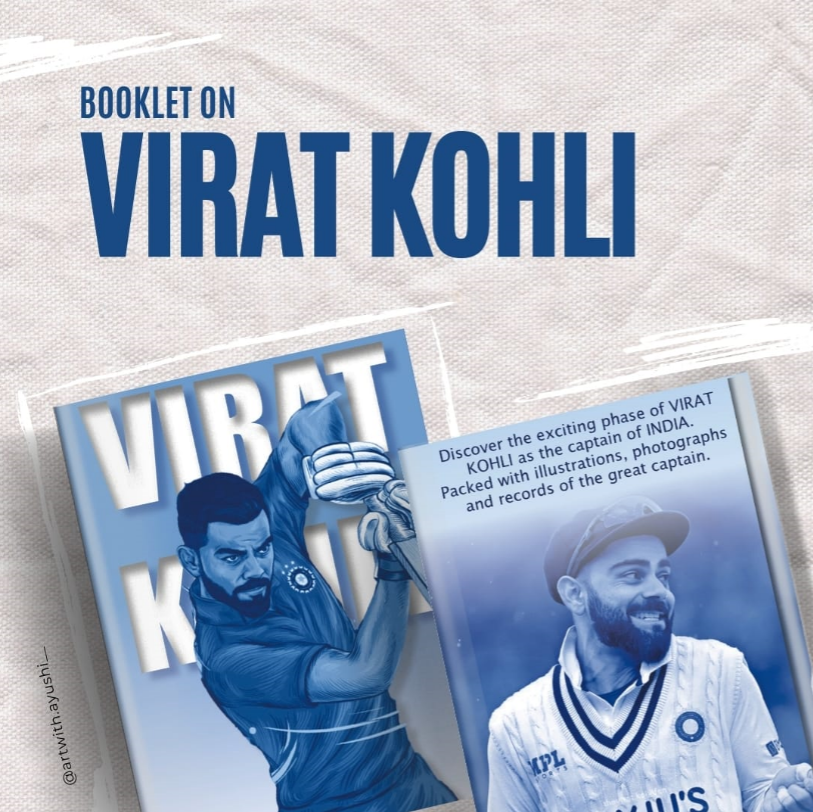 BOOKLET ON
VIRAT KOHLI
VIRAT
Discover the exciting phase of VIRAT
KOHLI as the captain of INDIA.
Packed with illustrations, photographs
and records of the great captain.
MPL
SPORTS
@artwith.ayushi__